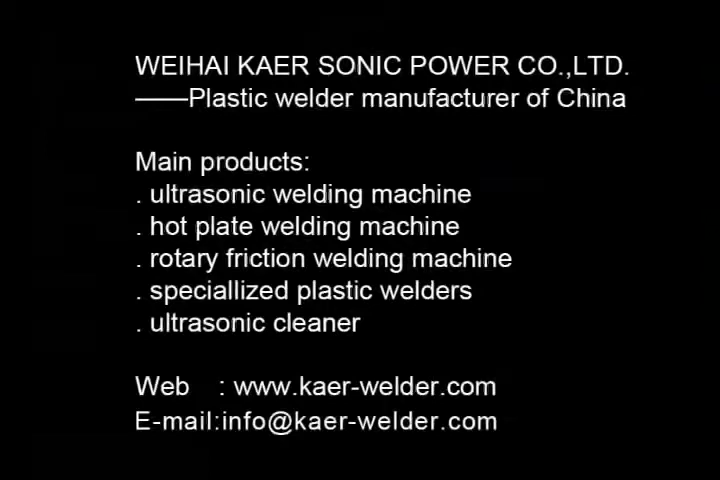 WEIHAI KAER SONIC POWER CO.,LTD.
——Plastic welder manufacturer of China
Main products:
. ultrasonic welding machine
. hot plate welding machine
. rotary friction welding machine
. speciallized plastic welders
. ultrasonic cleaner
Web : www.kaer-welder.com
E-mail:info@kaer-welder.com